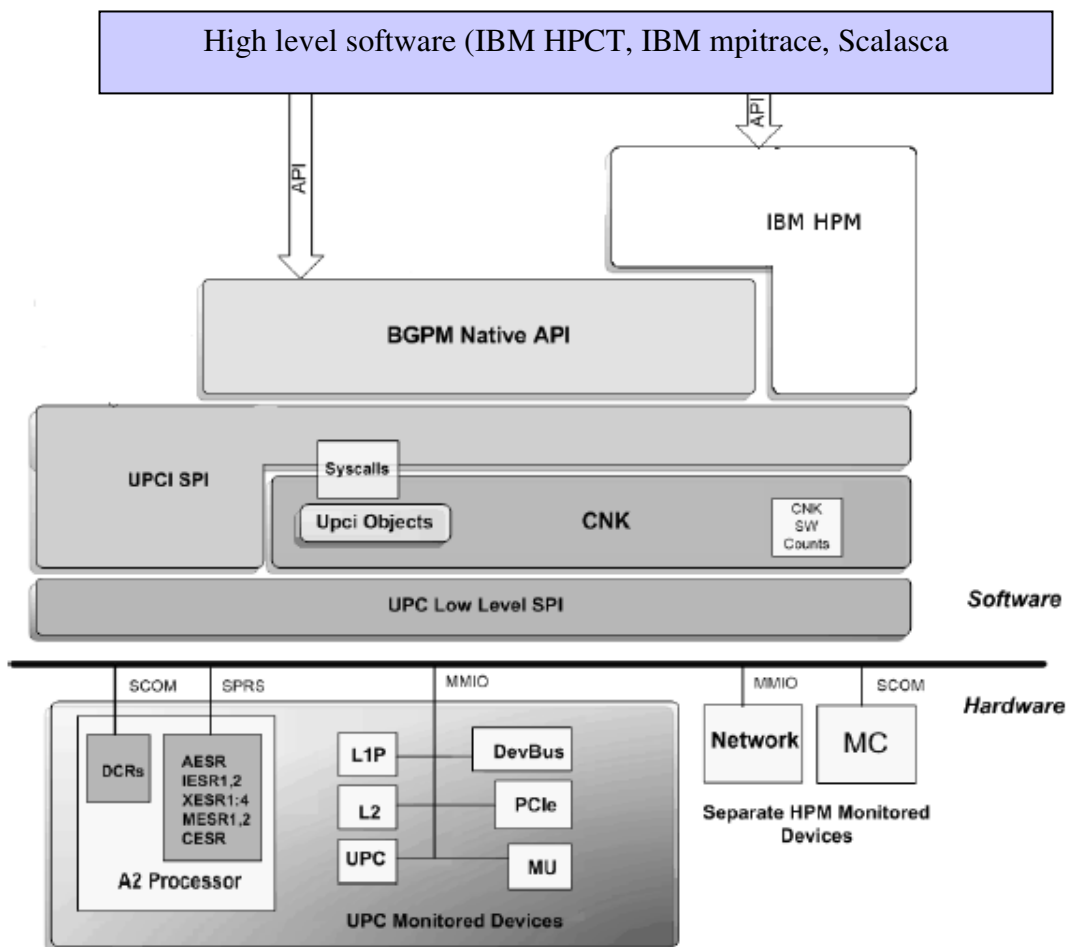 High level software (IBM HPCT, IBM mpitrace, Scalasca
API
API
IBM HPM
BGPM Native API
UPCI SPI
Syscalls
Upci Objects
CNK
CNK
SW
Counts
UPC Low Level SPI
Software
SCOM
SPRS
MMIO
MMIO
SCOM
Hardware
DCRs
AESR
IESR1,2
XESR1:4
MESR1,2
CESR
A2 Processor
L1P
L2
UPC
DevBus
PCIe
MU
UPC Monitored Devices
Network
MC
Separate HPM Monitored
Devices